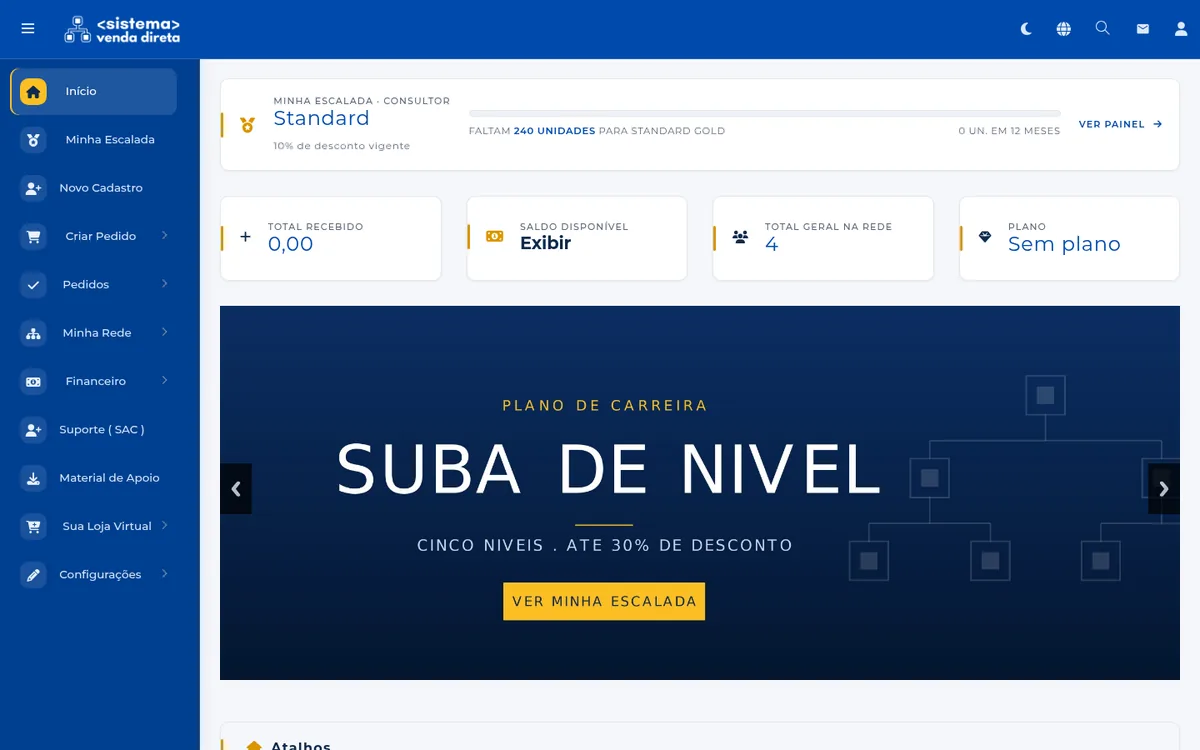 <sistema>
venda direta
Início
Minha Escalada
Novo Cadastro
Criar Pedido
Pedidos
Minha Rede
Financeiro
Suporte ( SAC )
Material de Apoio
Sua Loja Virtual
Configurações
MINHA ESCALADA · CONSULTOR
Standard
10% de desconto vigente
FALTAM 240 UNIDADES PARA STANDARD GOLD
0 UN. EM 12 MESES
VER PAINEL →
TOTAL RECEBIDO
0,00
SALDO DISPONÍVEL
Exibir
TOTAL GERAL NA REDE
4
PLANO
Sem plano
PLANO DE CARREIRA
SUBA DE NIVEL
CINCO NIVEIS . ATE 30% DE DESCONTO
VER MINHA ESCALADA
Atalhos